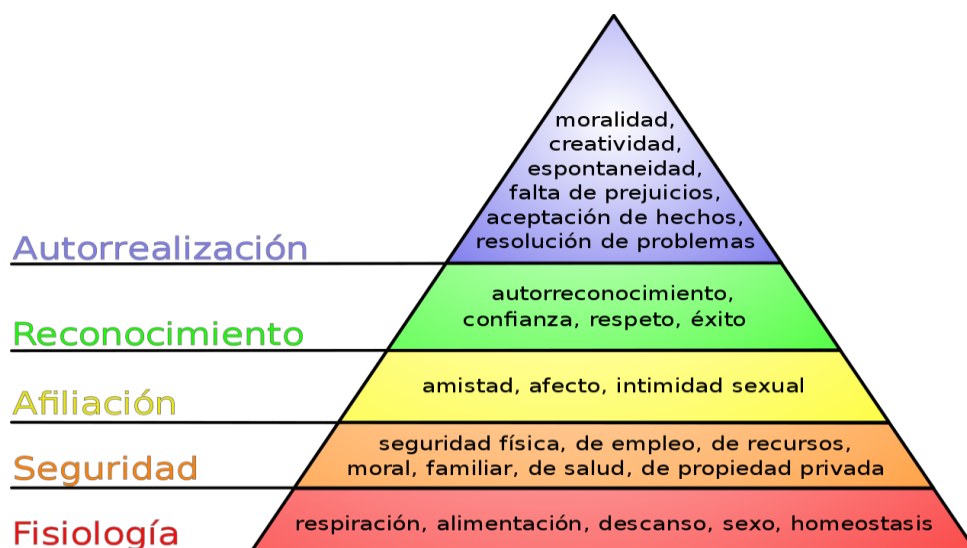 moralidad,
creatividad,
espontaneidad,
falta de prejuicios,
aceptación de hechos,
resolución de problemas
Autorrealización
autorreconocimiento,
confianza, respeto, éxito
Reconocimiento
amistad, afecto, intimidad sexual
Afiliación
seguridad física, de empleo, de recursos,
moral, familiar, de salud, de propiedad privada
Seguridad
respiración, alimentación, descanso, sexo, homeostasis
Fisiología